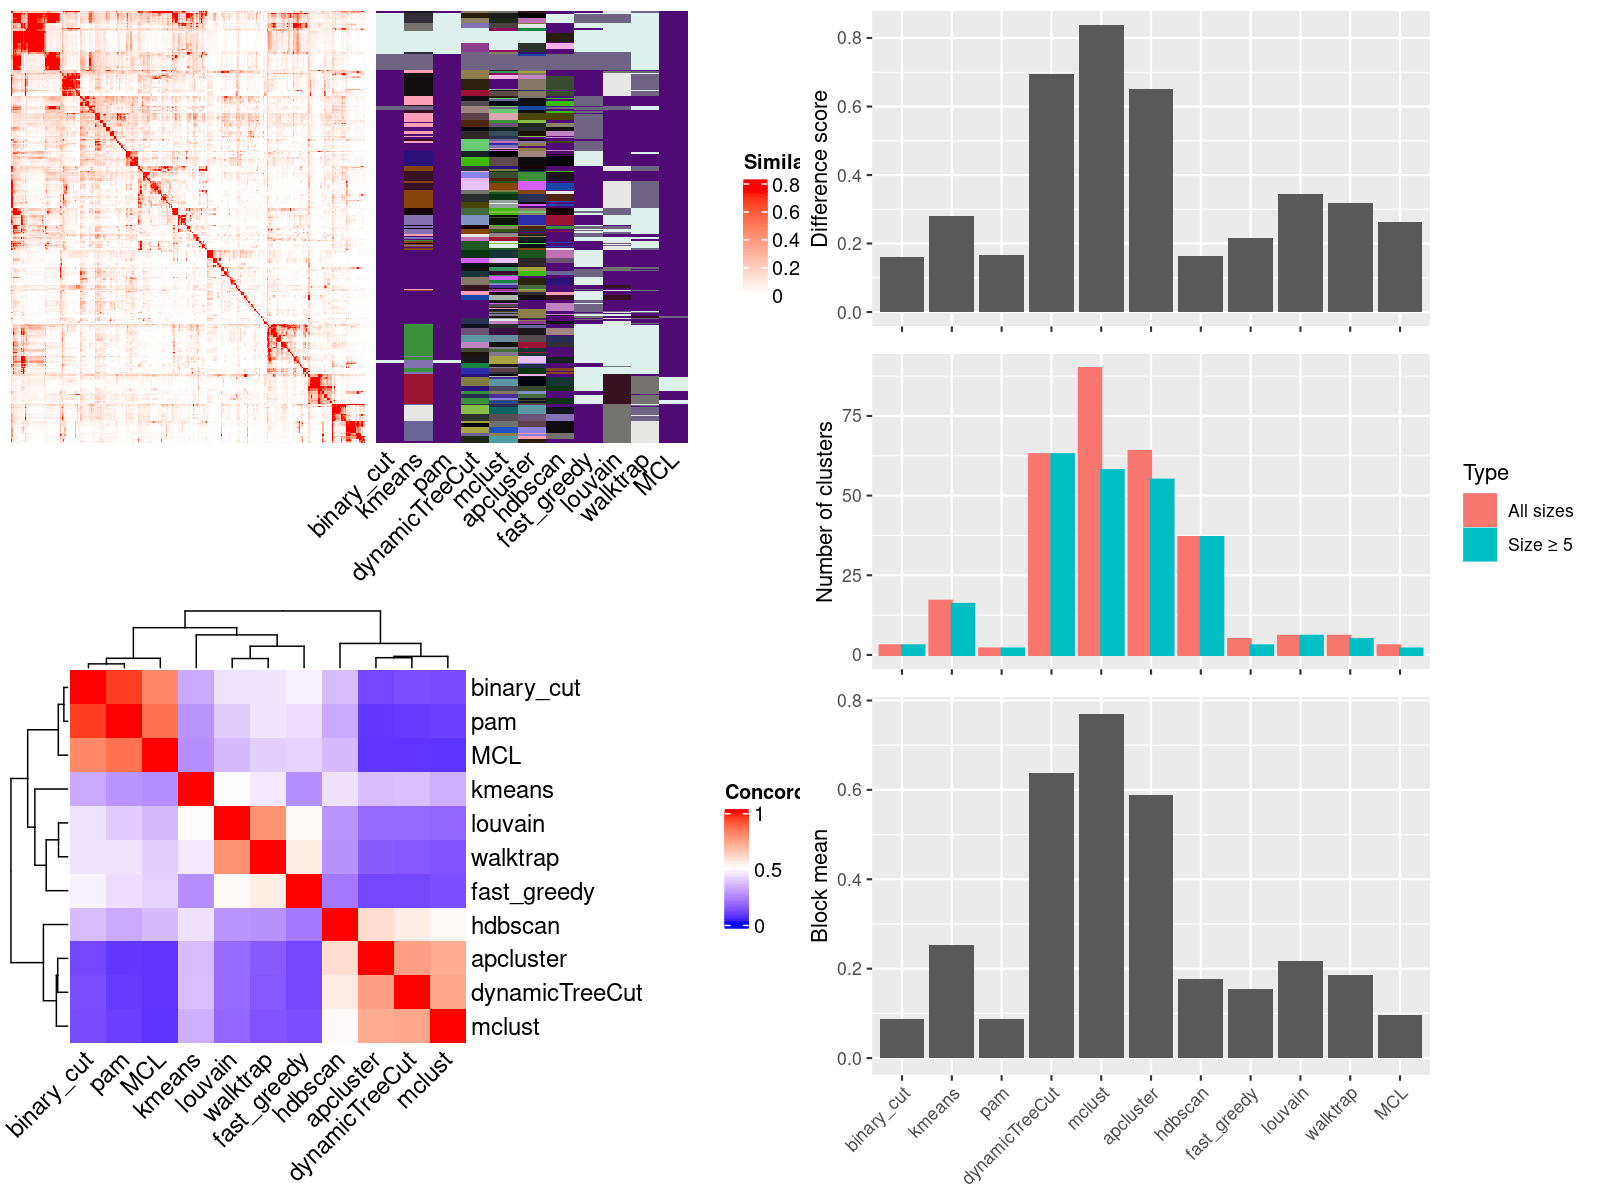 Simila
0.8
0.6
0.4
0.2
0
binary_cut
kmeans
pam
dynamicTreeCut
mclust
apcluster
hdbscan
fast_greedy
louvain
walktrap
MCL
binary_cut
pam
MCL
kmeans
louvain
walktrap
fast_greedy
hdbscan
apcluster
dynamicTreeCut
mclust
binary_cut
pam
MCL
kmeans
louvain
walktrap
fast_greedy
hdbscan
apcluster
dynamicTreeCut
mclust
Concord
1
0.5
0
Difference score
0.8
0.6
0.4
0.2
0.0
Number of clusters
75
50
25
0
Type
All sizes
Size ≥ 5
Block mean
0.8
0.6
0.4
0.2
0.0
binary_cut
kmeans
pam
dynamicTreeCut
mclust
apcluster
hdbscan
fast_greedy
louvain
walktrap
MCL